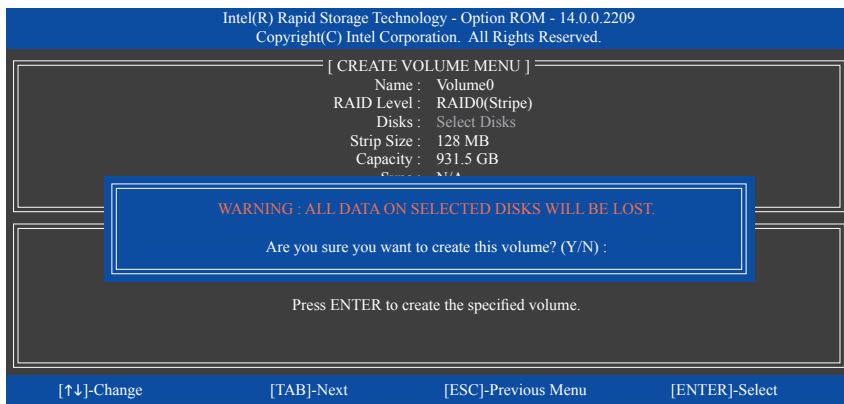 Intel(R) Rapid Storage Technology - Option ROM - 14.0.0.2209
Copyright(C) Intel Corporation. All Rights Reserved.
[ CREATE VOLUME MENU ]
Name : Volume0
RAID Level : RAID0(Stripe)
Disks : Select Disks
Strip Size : 128 MB
Capacity : 931.5 GB
Sync : N/A
WARNING : ALL DATA ON SELECTED DISKS WILL BE LOST.
Are you sure you want to create this volume? (Y/N) :
Press ENTER to create the specified volume.
[↑↓]-Change [TAB]-Next [ESC]-Previous Menu [ENTER]-Select